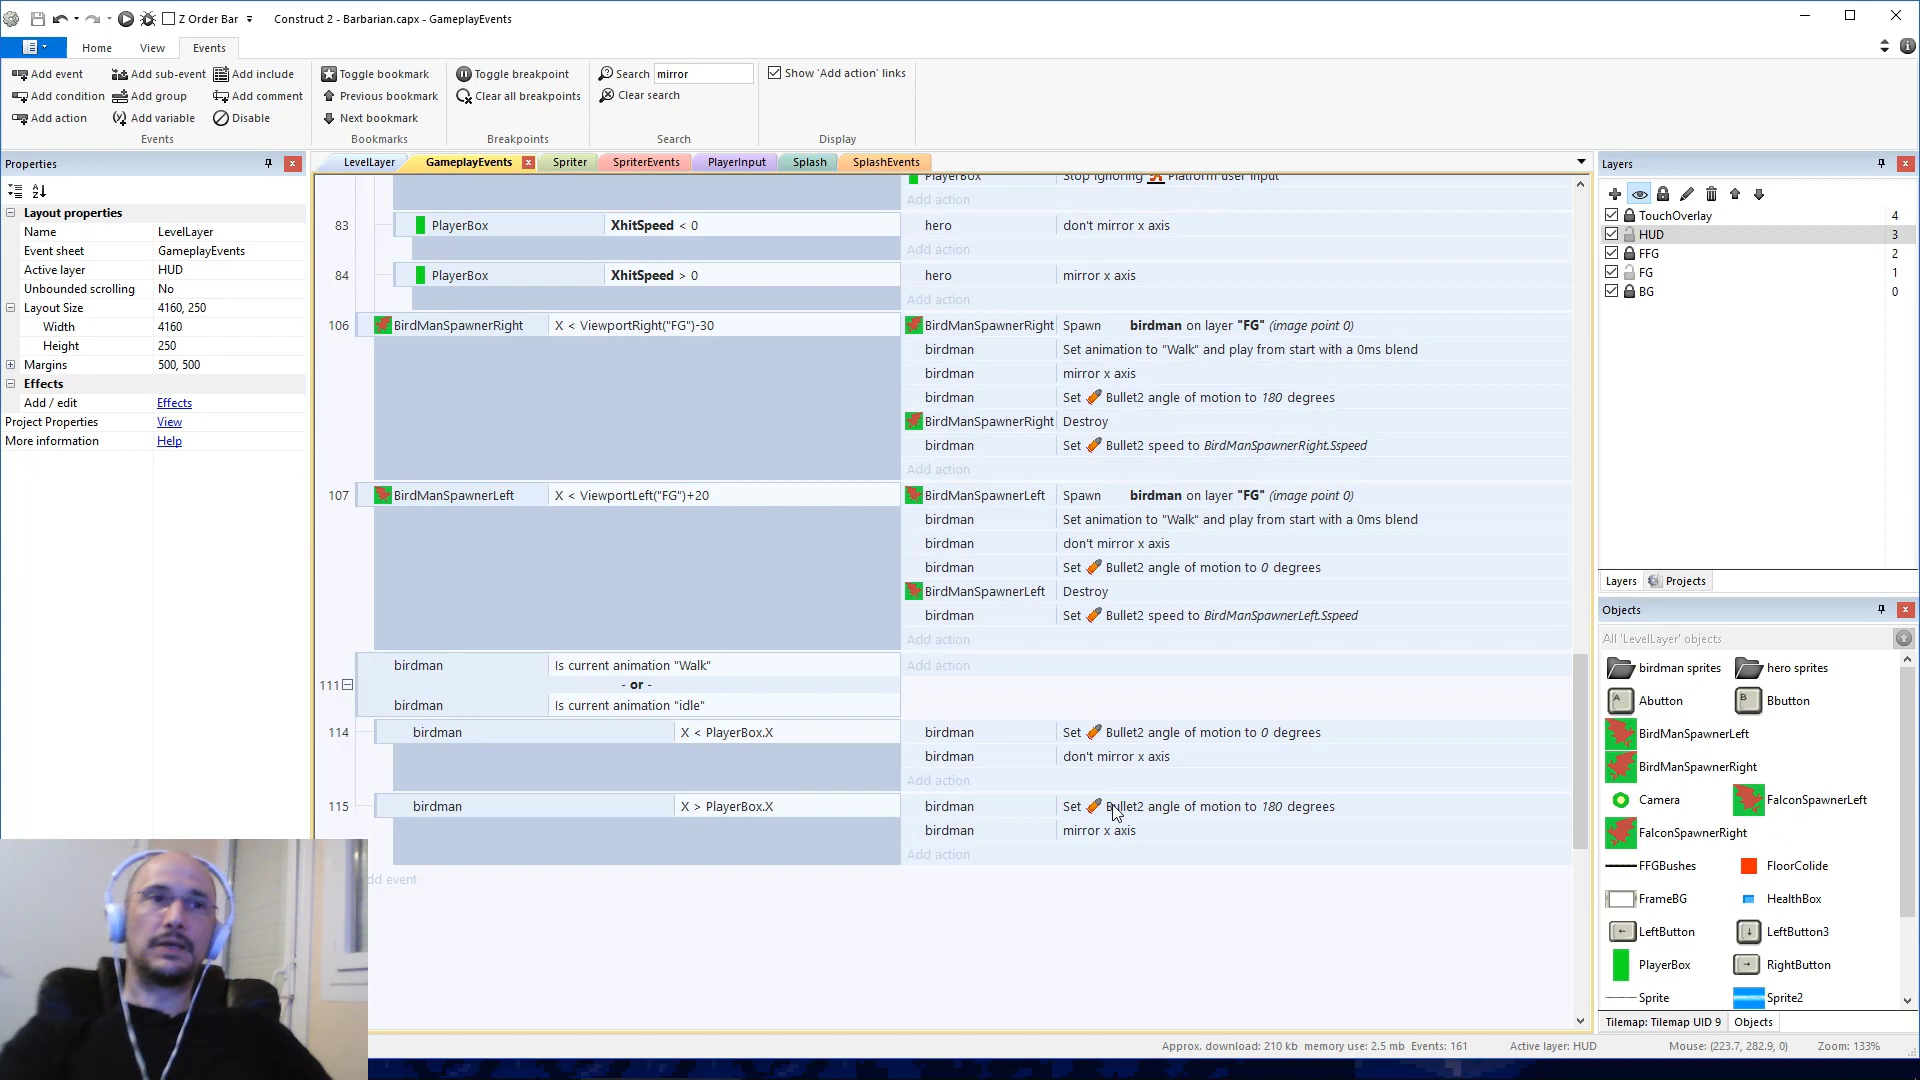 Z Order Bar
Construct 2 - Barbarian.capx - GameplayEvents
Home
View
Events
Add event
Add sub-event
Add include
Add condition
Add group
Add comment
Add action
Add variable
Disable
Events
Toggle bookmark
Previous bookmark
Next bookmark
Bookmarks
Toggle breakpoint
Clear all breakpoints
Breakpoints
Search mirror
Clear search
Search
Show 'Add action' links
Display
Properties
Layout properties
Name LevelLayer
Event sheet GameplayEvents
Active layer HUD
Unbounded scrolling No
Layout Size 4160, 250
Width 4160
Height 250
Margins 500, 500
Effects
Add / edit Effects
Project Properties View
More information Help
LevelLayer
GameplayEvents
Spriter
SpriterEvents
PlayerInput
Splash
SplashEvents
PlayerBox Stop ignoring Platform user input
Add action
83 PlayerBox XhitSpeed < 0 hero don't mirror x axis
Add action
84 PlayerBox XhitSpeed > 0 hero mirror x axis
Add action
106 BirdManSpawnerRight X < ViewportRight("FG")-30 BirdManSpawnerRight Spawn birdman on layer "FG" (image point 0)
birdman Set animation to "Walk" and play from start with a 0ms blend
birdman mirror x axis
birdman Set Bullet2 angle of motion to 180 degrees
BirdManSpawnerRight Destroy
birdman Set Bullet2 speed to BirdManSpawnerRight.Sspeed
Add action
107 BirdManSpawnerLeft X < ViewportLeft("FG")+20 BirdManSpawnerLeft Spawn birdman on layer "FG" (image point 0)
birdman Set animation to "Walk" and play from start with a 0ms blend
birdman don't mirror x axis
birdman Set Bullet2 angle of motion to 0 degrees
BirdManSpawnerLeft Destroy
birdman Set Bullet2 speed to BirdManSpawnerLeft.Sspeed
Add action
birdman Is current animation "Walk" Add action
111 - or -
birdman Is current animation "idle"
114 birdman X < PlayerBox.X birdman Set Bullet2 angle of motion to 0 degrees
birdman don't mirror x axis
Add action
115 birdman X > PlayerBox.X birdman Set Bullet2 angle of motion to 180 degrees
birdman mirror x axis
Add action
dd event
Layers
TouchOverlay 4
HUD 3
FFG 2
FG 1
BG 0
Layers
Projects
Objects
All 'LevelLayer' objects
birdman sprites
hero sprites
A Abutton
B Bbutton
BirdManSpawnerLeft
BirdManSpawnerRight
Camera
FalconSpawnerLeft
FalconSpawnerRight
FFGBushes
FloorColide
FrameBG
HealthBox
LeftButton
LeftButton3
PlayerBox
RightButton
Sprite
Sprite2
Tilemap: Tilemap UID 9
Objects
Approx. download: 210 kb memory use: 2.5 mb Events: 161 Active layer: HUD Mouse: (223.7, 282.9, 0) Zoom: 133%